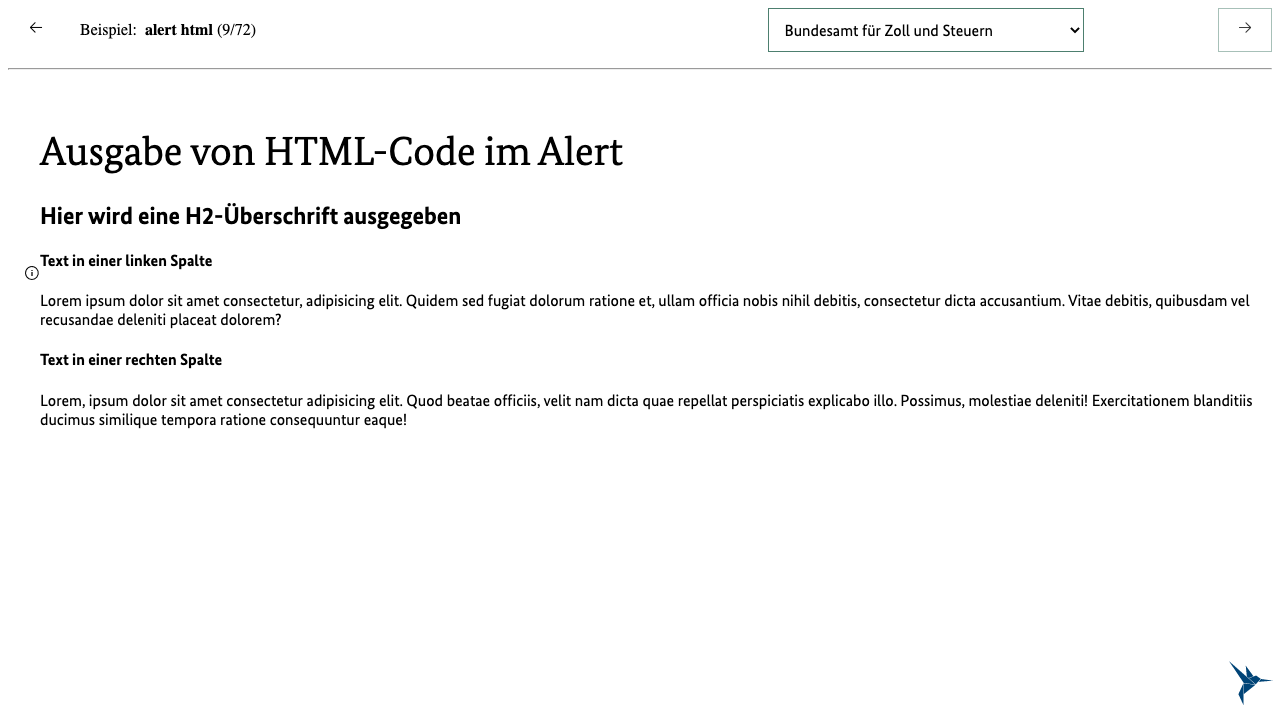 Beispiel: alert html (9/72)
Bundesamt für Zoll und Steuern
Ausgabe von HTML-Code im Alert
Hier wird eine H2-Überschrift ausgegeben
Text in einer linken Spalte
Lorem ipsum dolor sit amet consectetur, adipisicing elit. Quidem sed fugiat dolorum ratione et, ullam officia nobis nihil debitis, consectetur dicta accusantium. Vitae debitis, quibusdam vel
recusandae deleniti placeat dolorem?
Text in einer rechten Spalte
Lorem, ipsum dolor sit amet consectetur adipisicing elit. Quod beatae officiis, velit nam dicta quae repellat perspiciatis explicabo illo. Possimus, molestiae deleniti! Exercitationem blanditiis
ducimus similique tempora ratione consequuntur eaque!